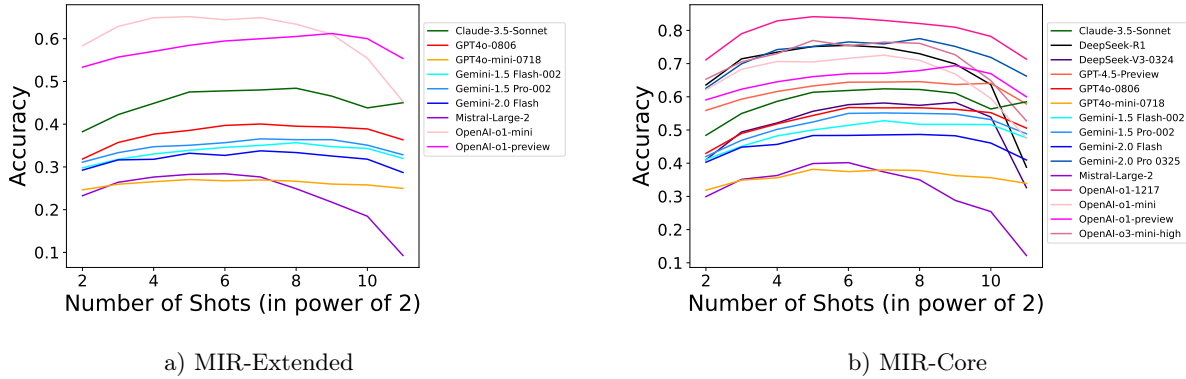 Accuracy
0.6
0.5
0.4
0.3
0.2
0.1
2
4
6
8
10
Number of Shots (in power of 2)
Claude-3.5-Sonnet
GPT4o-0806
GPT4o-mini-0718
Gemini-1.5 Flash-002
Gemini-1.5 Pro-002
Gemini-2.0 Flash
Mistral-Large-2
OpenAI-o1-mini
OpenAI-o1-preview
a) MIR-Extended
Accuracy
0.8
0.7
0.6
0.5
0.4
0.3
0.2
0.1
2
4
6
8
10
Number of Shots (in power of 2)
Claude-3.5-Sonnet
DeepSeek-R1
DeepSeek-V3-0324
GPT-4.5-Preview
GPT4o-0806
GPT4o-mini-0718
Gemini-1.5 Flash-002
Gemini-1.5 Pro-002
Gemini-2.0 Flash
Gemini-2.0 Pro 0325
Mistral-Large-2
OpenAI-o1-1217
OpenAI-o1-mini
OpenAI-o1-preview
OpenAI-o3-mini-high
b) MIR-Core